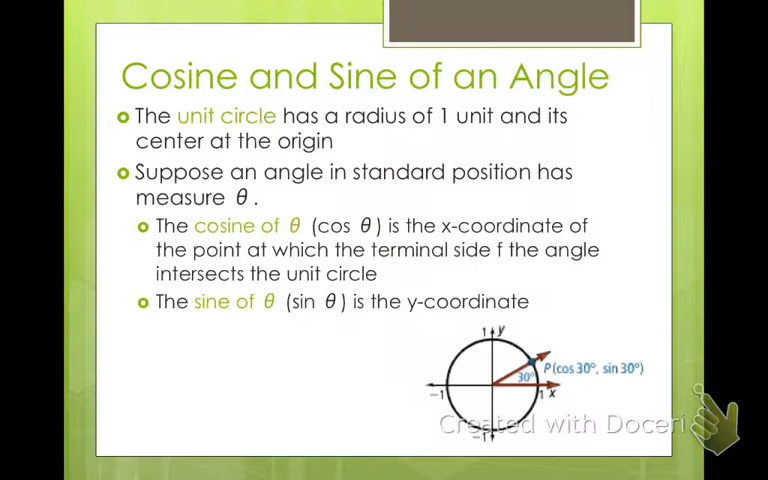 Cosine and Sine of an Angle
The unit circle has a radius of 1 unit and its
center at the origin
Suppose an angle in standard position has
measure θ .
The cosine of θ (cos θ ) is the x-coordinate of
the point at which the terminal side f the angle
intersects the unit circle
The sine of θ (sin θ ) is the y-coordinate
1 y
P(cos 30°, sin 30°)
30°
−1 1 x
Created with Doceri
−1